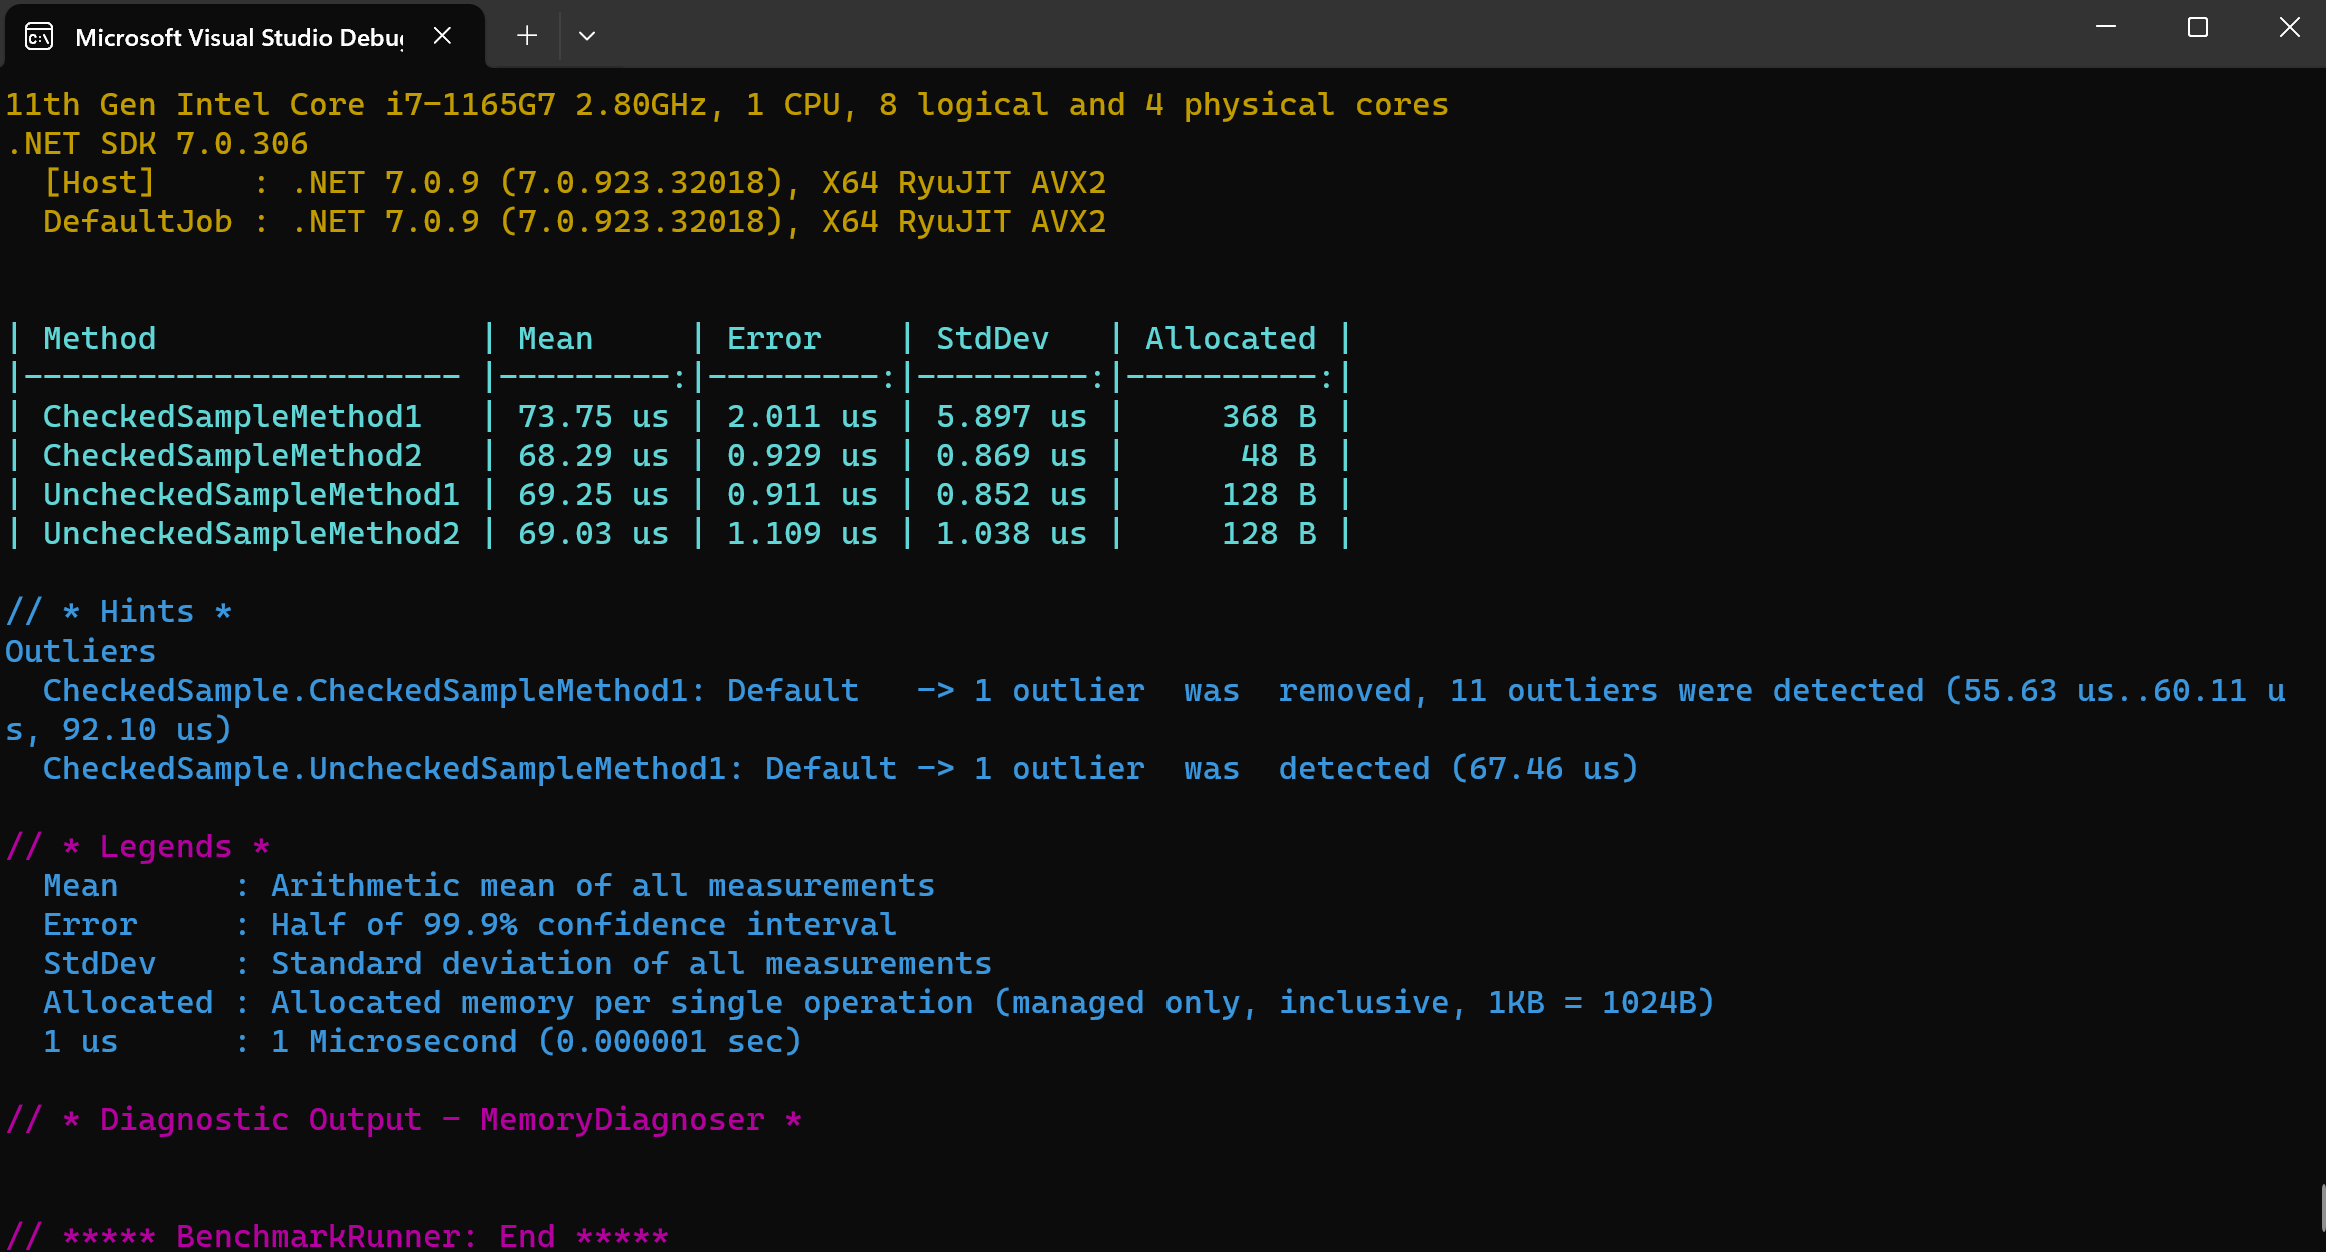 Microsoft Visual Studio Debug
11th Gen Intel Core i7-1165G7 2.80GHz, 1 CPU, 8 logical and 4 physical cores
.NET SDK 7.0.306
  [Host]     : .NET 7.0.9 (7.0.923.32018), X64 RyuJIT AVX2
  DefaultJob : .NET 7.0.9 (7.0.923.32018), X64 RyuJIT AVX2
| Method                 | Mean     | Error    | StdDev   | Allocated |
|----------------------- |---------:|---------:|---------:|----------:|
| CheckedSampleMethod1   | 73.75 us | 2.011 us | 5.897 us |     368 B |
| CheckedSampleMethod2   | 68.29 us | 0.929 us | 0.869 us |      48 B |
| UncheckedSampleMethod1 | 69.25 us | 0.911 us | 0.852 us |     128 B |
| UncheckedSampleMethod2 | 69.03 us | 1.109 us | 1.038 us |     128 B |
// * Hints *
Outliers
  CheckedSample.CheckedSampleMethod1: Default   -> 1 outlier  was  removed, 11 outliers were detected (55.63 us..60.11 u
s, 92.10 us)
  CheckedSample.UncheckedSampleMethod1: Default -> 1 outlier  was  detected (67.46 us)
// * Legends *
  Mean      : Arithmetic mean of all measurements
  Error     : Half of 99.9% confidence interval
  StdDev    : Standard deviation of all measurements
  Allocated : Allocated memory per single operation (managed only, inclusive, 1KB = 1024B)
  1 us      : 1 Microsecond (0.000001 sec)
// * Diagnostic Output - MemoryDiagnoser *
// ***** BenchmarkRunner: End *****